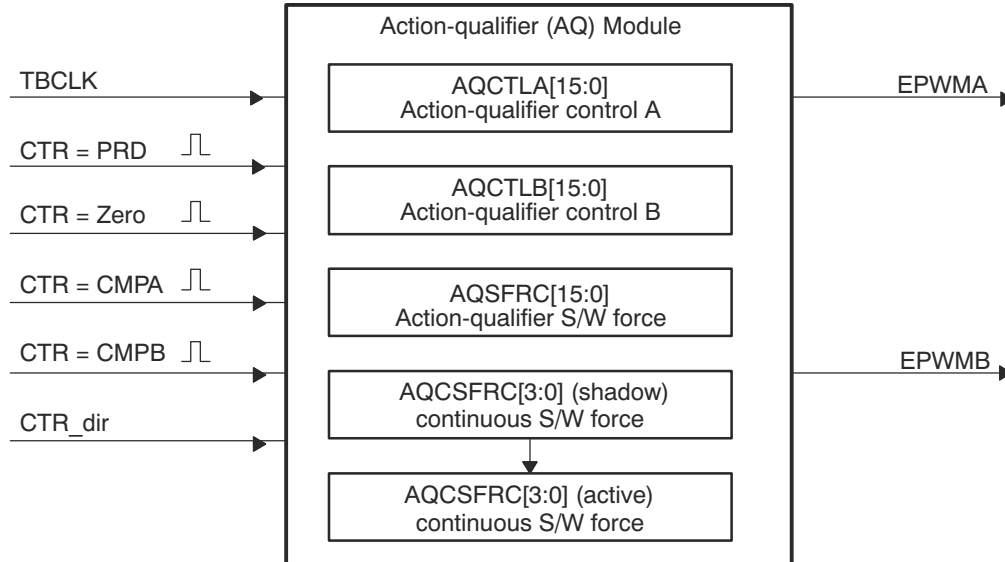 Action-qualifier (AQ) Module
TBCLK
CTR = PRD
CTR = Zero
CTR = CMPA
CTR = CMPB
CTR_dir
AQCTLA[15:0]
Action-qualifier control A
AQCTLB[15:0]
Action-qualifier control B
AQSFRC[15:0]
Action-qualifier S/W force
AQCSFRC[3:0] (shadow)
continuous S/W force
AQCSFRC[3:0] (active)
continuous S/W force
EPWMA
EPWMB